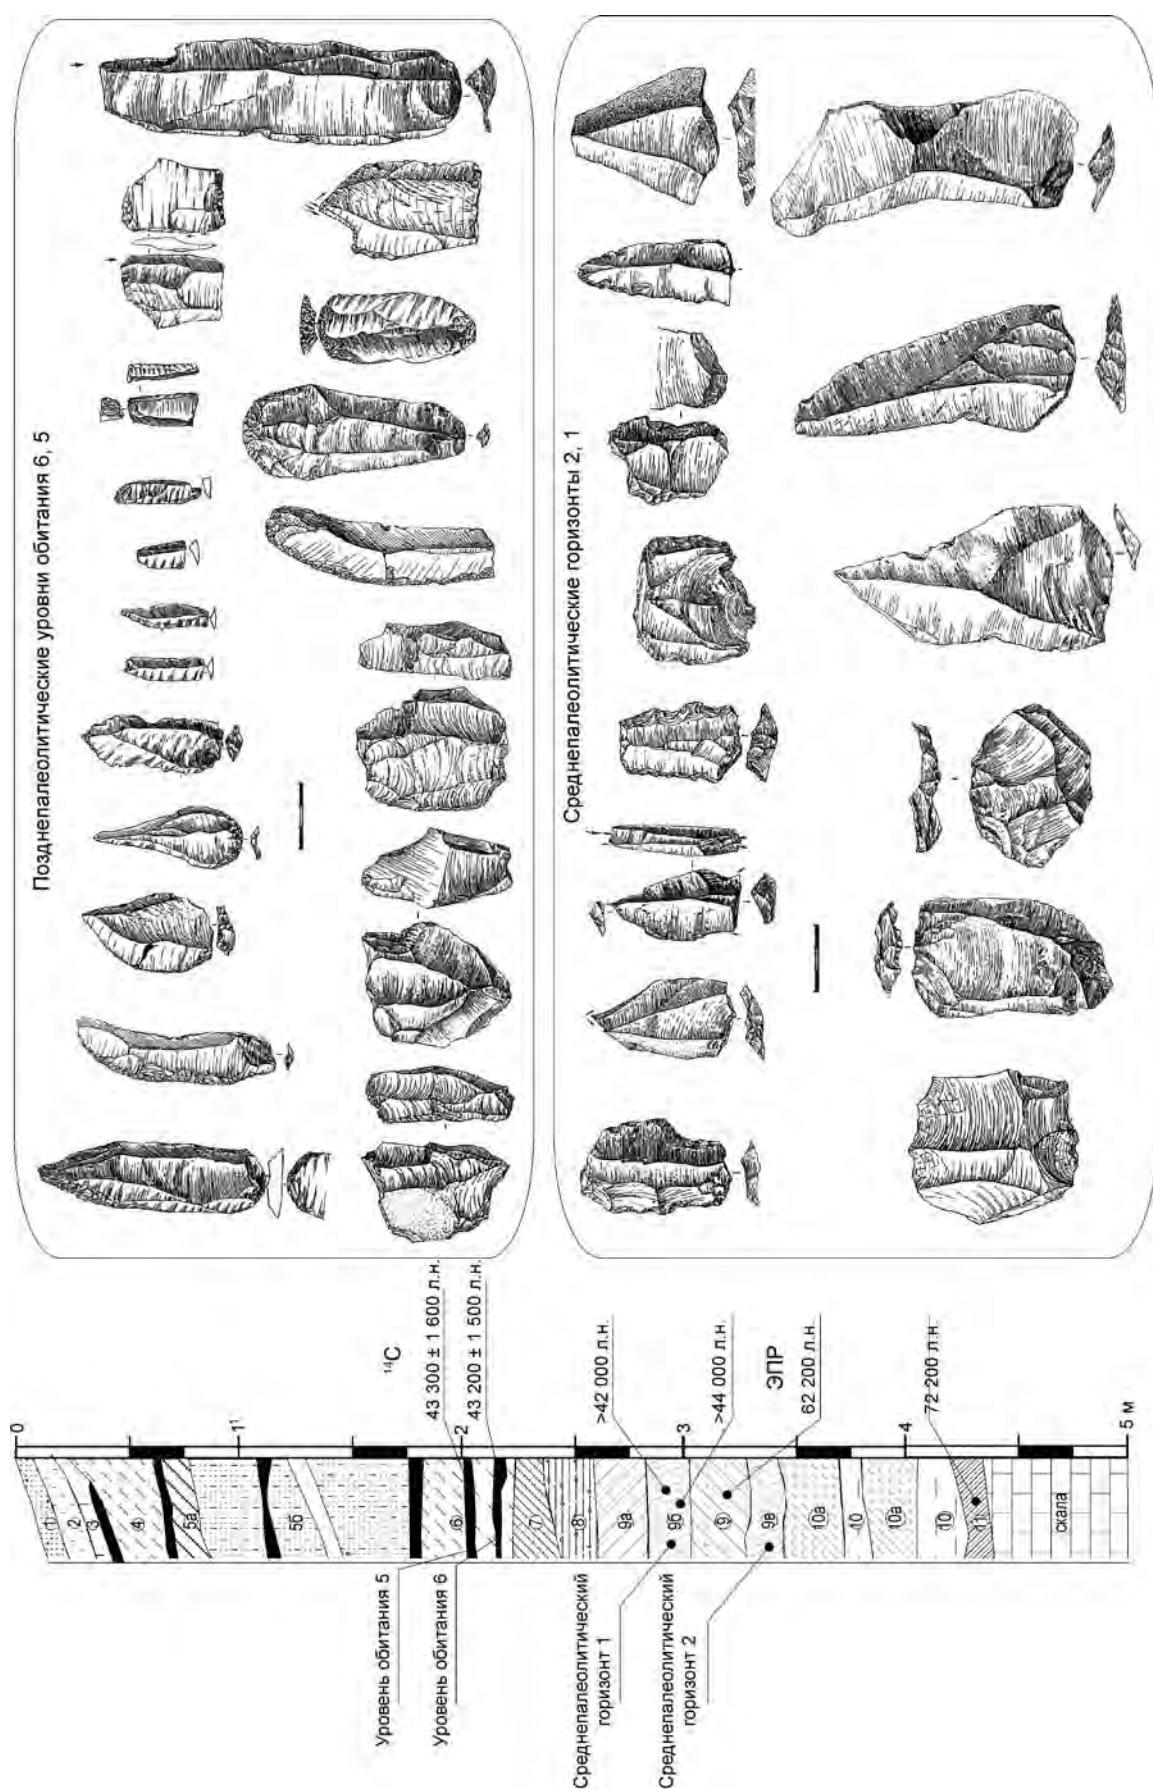 Позднепалеолитические уровни обитания 6, 5
Среднепалеолитические горизонты 2, 1
0
1
2
3
4
5 м
¹⁴C
43 300 ± 1 600 л.н.
43 200 ± 1 500 л.н.
>42 000 л.н.
>44 000 л.н.
ЭПР
62 200 л.н.
72 200 л.н.
1
2
3
4
5а
5б
6
7
8
9а
9б
9
9в
10а
10
10а
10
11
скала
Уровень обитания 5
Уровень обитания 6
Среднепалеолитический
горизонт 1
Среднепалеолитический
горизонт 2